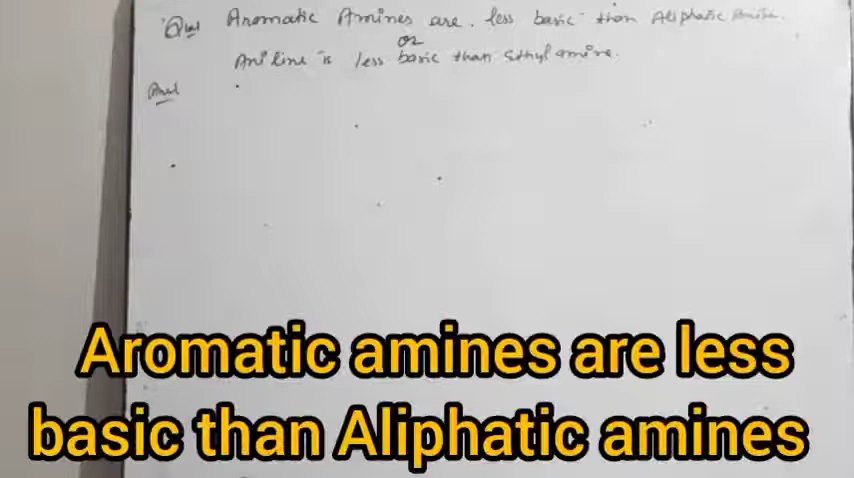 Que Aromatic Amines are less basic than Aliphatic Amine.
or
Aniline is less basic than Ethyl amine.
Ans
Aromatic amines are less
basic than Aliphatic amines